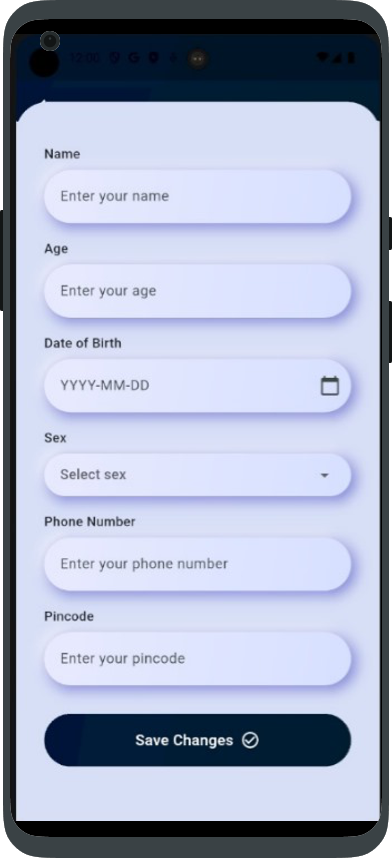 12:00
Name
Enter your name
Age
Enter your age
Date of Birth
YYYY-MM-DD
Sex
Select sex
Phone Number
Enter your phone number
Pincode
Enter your pincode
Save Changes